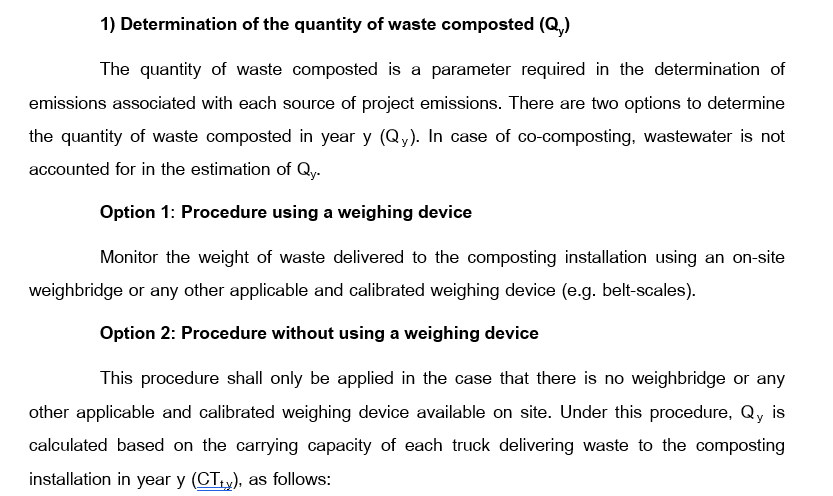 1) Determination of the quantity of waste composted (Qy)
The quantity of waste composted is a parameter required in the determination of
emissions associated with each source of project emissions. There are two options to determine
the quantity of waste composted in year y (Qy). In case of co-composting, wastewater is not
accounted for in the estimation of Qy.
Option 1: Procedure using a weighing device
Monitor the weight of waste delivered to the composting installation using an on-site
weighbridge or any other applicable and calibrated weighing device (e.g. belt-scales).
Option 2: Procedure without using a weighing device
This procedure shall only be applied in the case that there is no weighbridge or any
other applicable and calibrated weighing device available on site. Under this procedure, Qy is
calculated based on the carrying capacity of each truck delivering waste to the composting
installation in year y (CTt,y), as follows: